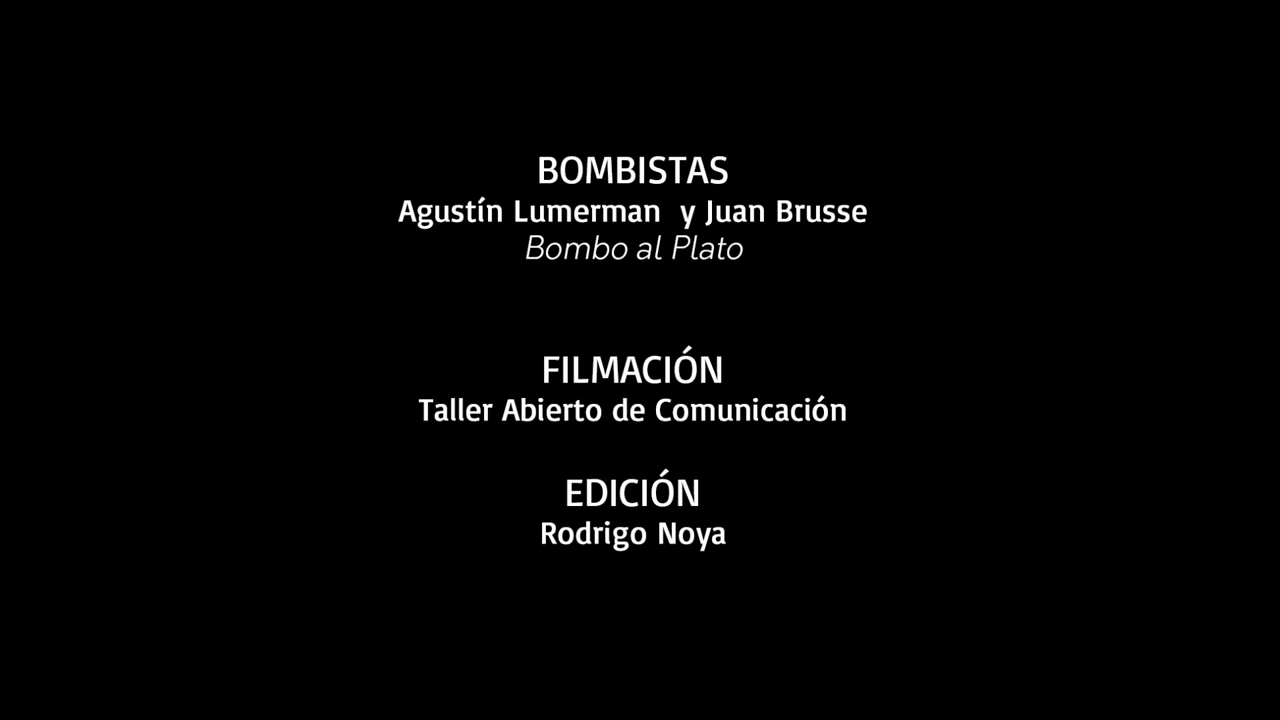 BOMBISTAS
Agustín Lumerman y Juan Brusse
Bombo al Plato
FILMACIÓN
Taller Abierto de Comunicación
EDICIÓN
Rodrigo Noya